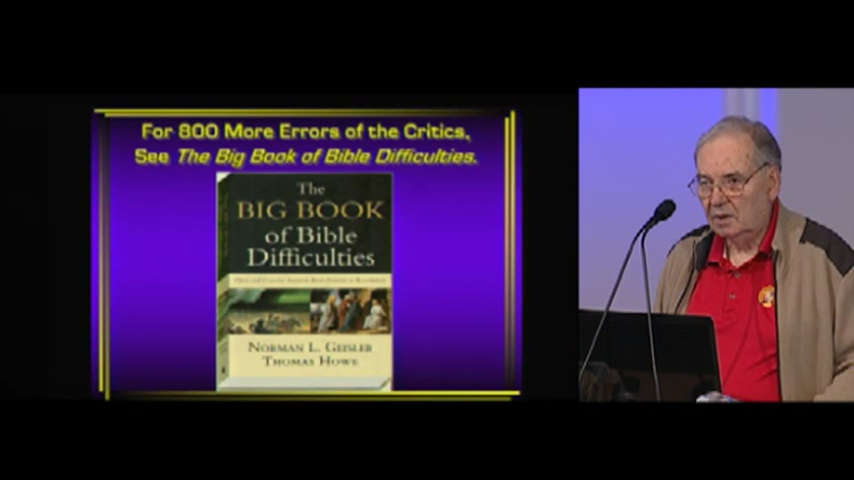 For 800 More Errors of the Critics,
See The Big Book of Bible Difficulties.
The
BIG BOOK
of Bible
Difficulties
NORMAN L. GEISLER
THOMAS HOWE